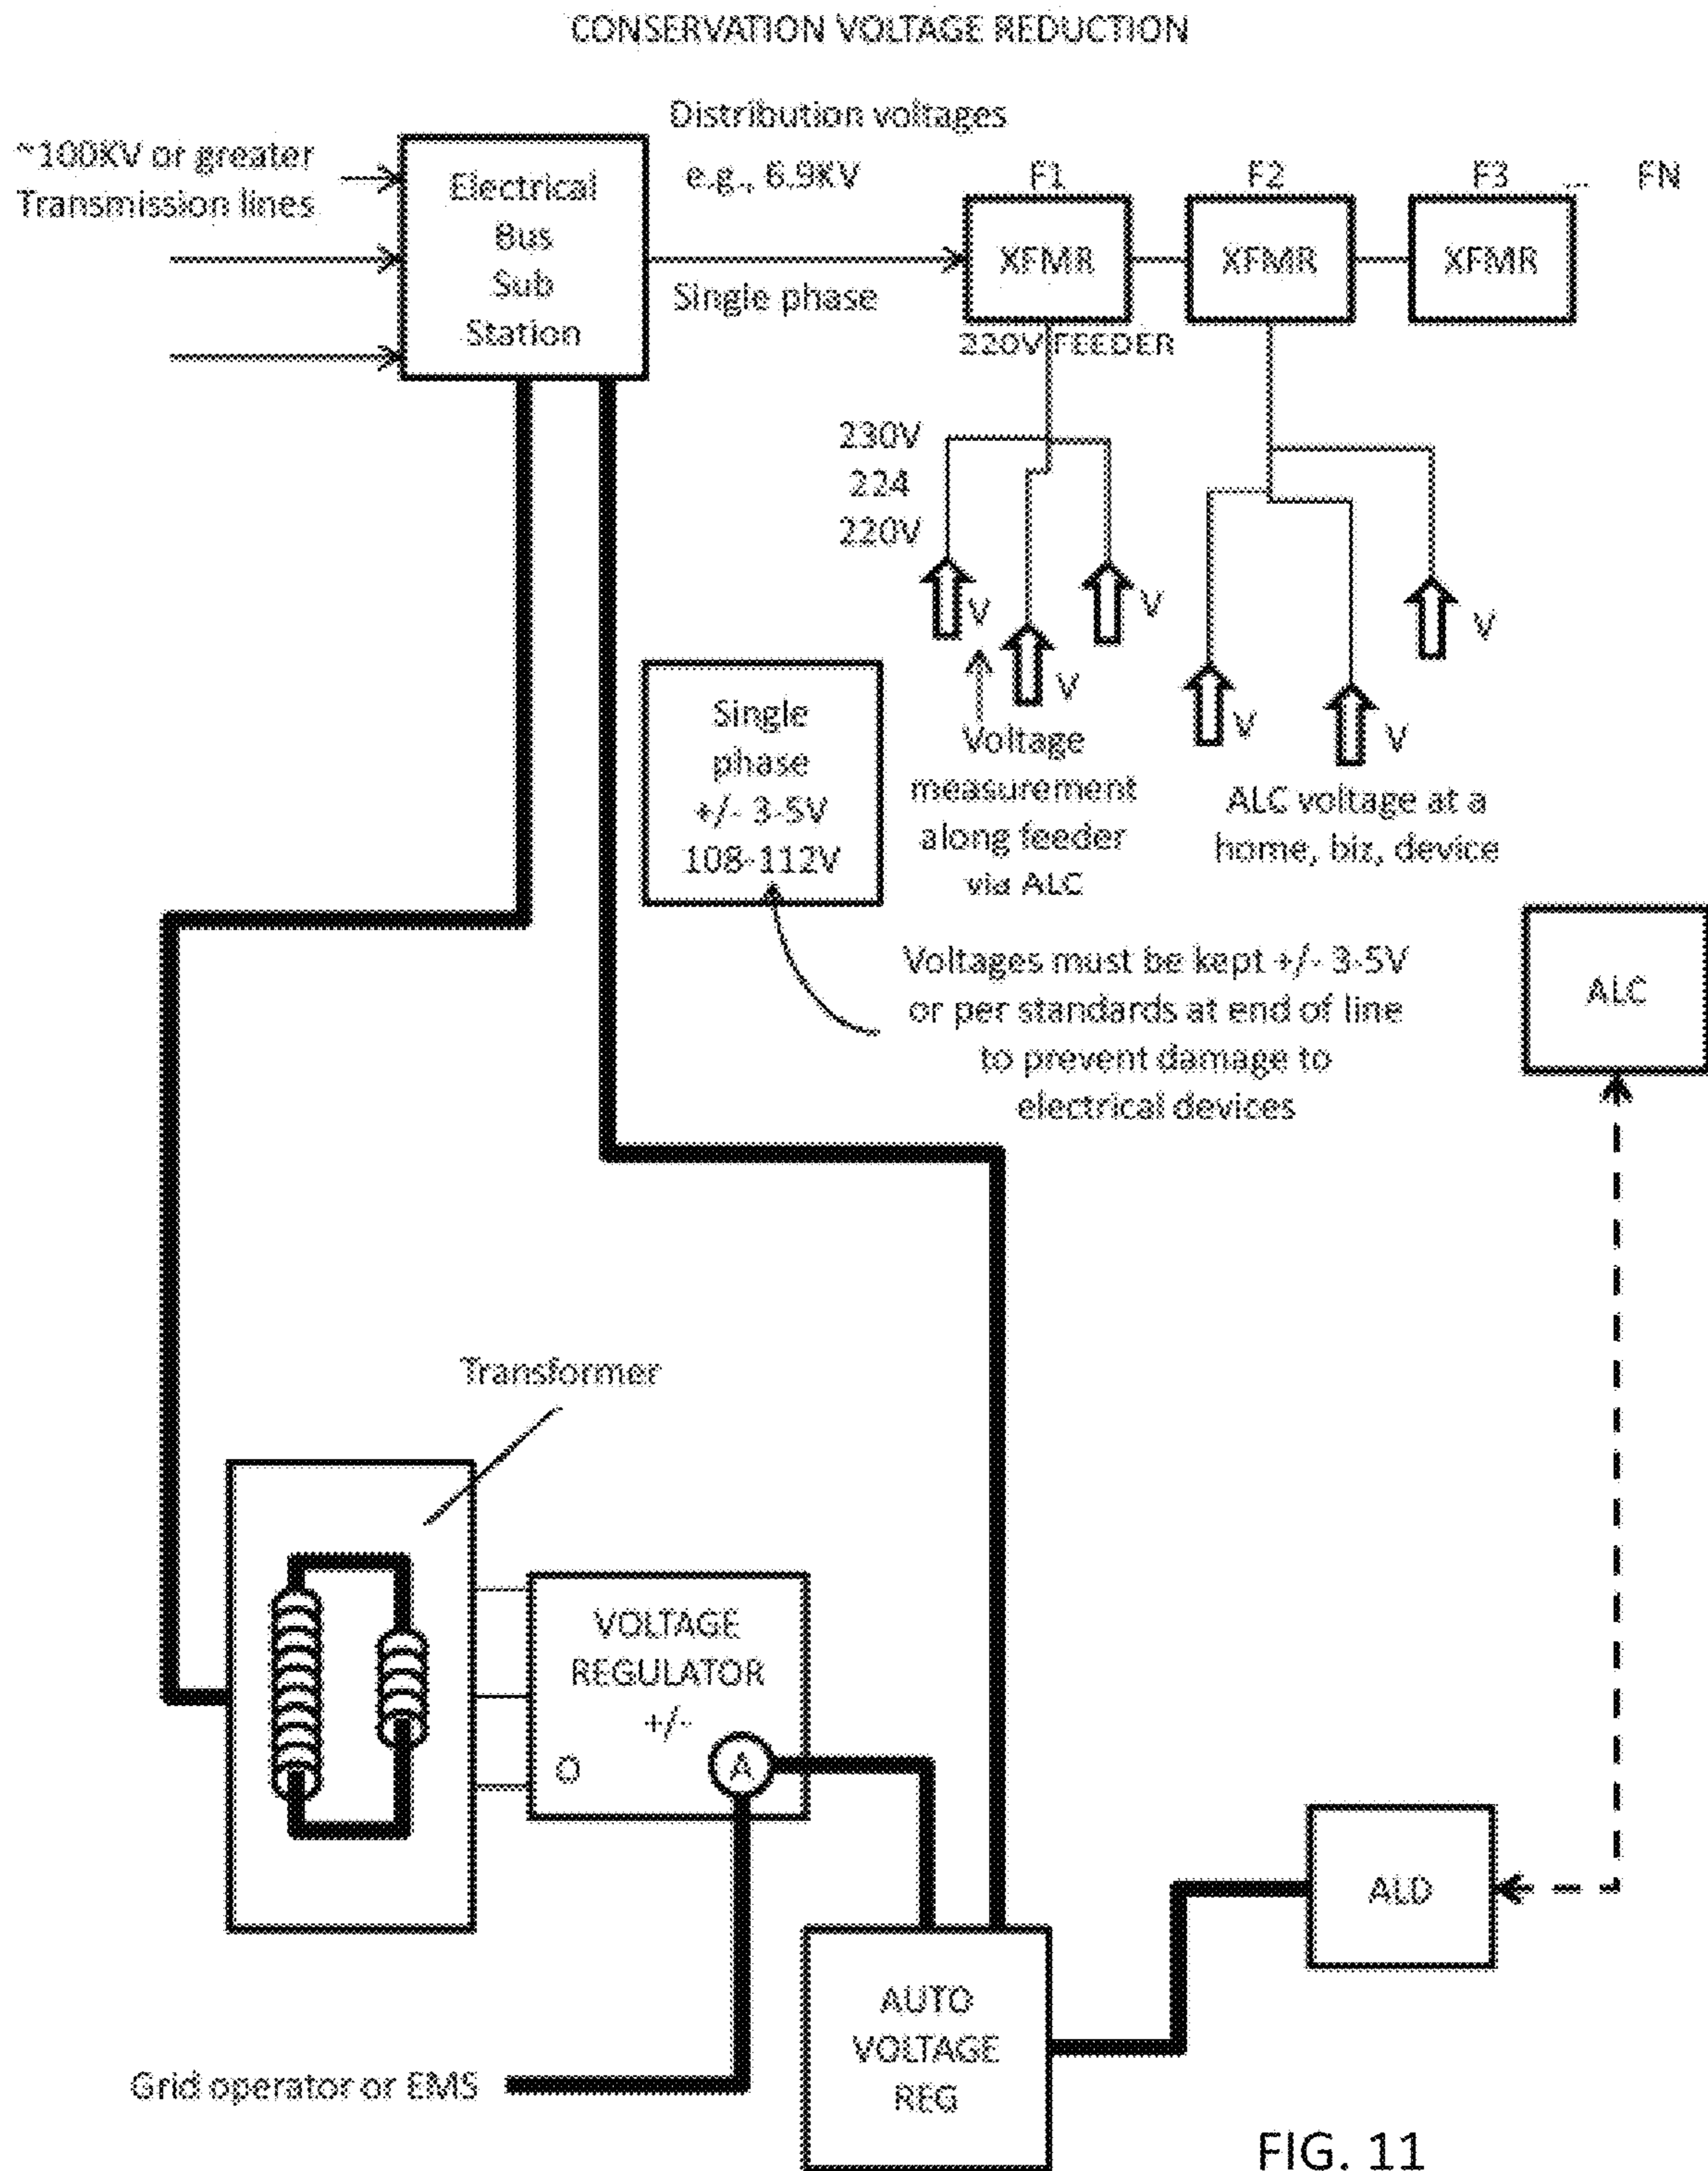 CONSERVATION VOLTAGE REDUCTION
Distribution voltages
~100KV or greater
Transmission lines
Electrical
Bus
Sub
Station
e.g., 6.9KV
Single phase
F1
F2
F3
...
FN
XFMR
XFMR
XFMR
220V FEEDER
230V
224
220V
V
V
V
V
V
V
Single
phase
+/- 3-5V
108-112V
Voltage
measurement
along feeder
via ALC
ALC voltage at a
home, biz, device
Voltages must be kept +/- 3-5V
or per standards at end of line
to prevent damage to
electrical devices
ALC
Transformer
VOLTAGE
REGULATOR
+/-
O
A
ALD
AUTO
VOLTAGE
REG
Grid operator or EMS
FIG. 11